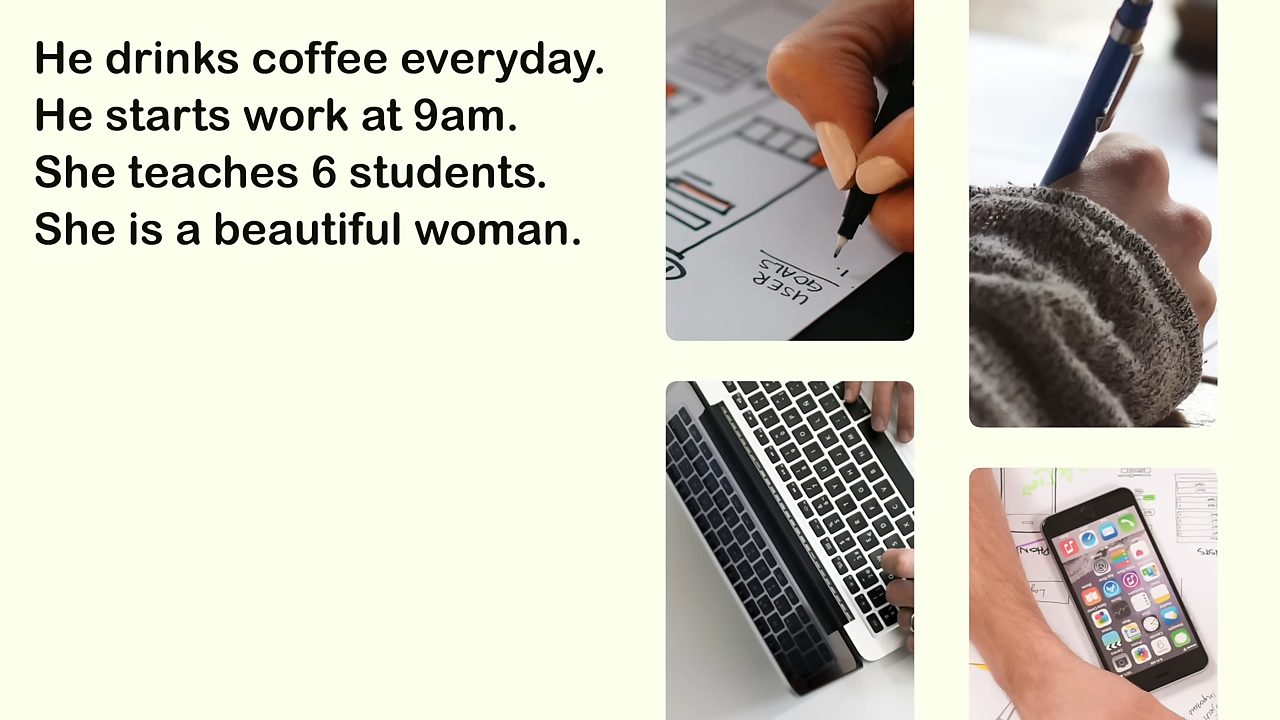 He drinks coffee everyday.
He starts work at 9am.
She teaches 6 students.
She is a beautiful woman.
USER
GOALS
1.